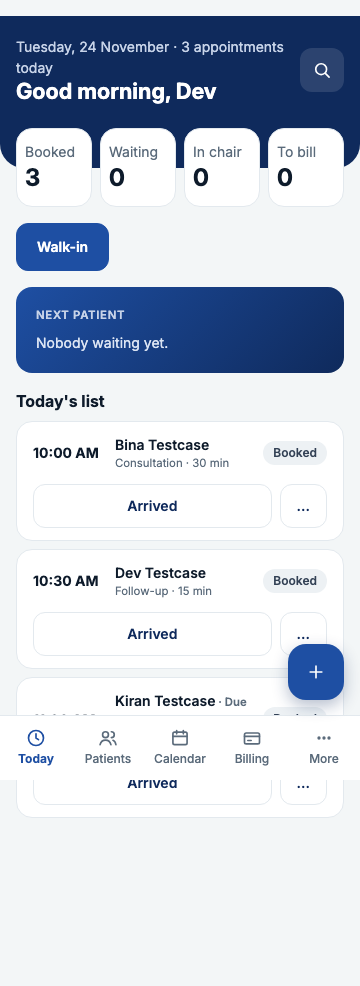 Tuesday, 24 November · 3 appointments
today
Good morning, Dev
Booked
3
Waiting
0
In chair
0
To bill
0
Walk-in
NEXT PATIENT
Nobody waiting yet.
Today's list
10:00 AM
Bina Testcase
Consultation · 30 min
Booked
Arrived
...
10:30 AM
Dev Testcase
Follow-up · 15 min
Booked
Arrived
...
+
Kiran Testcase · Due
Today
Patients
Calendar
Billing
More
Arrived
...